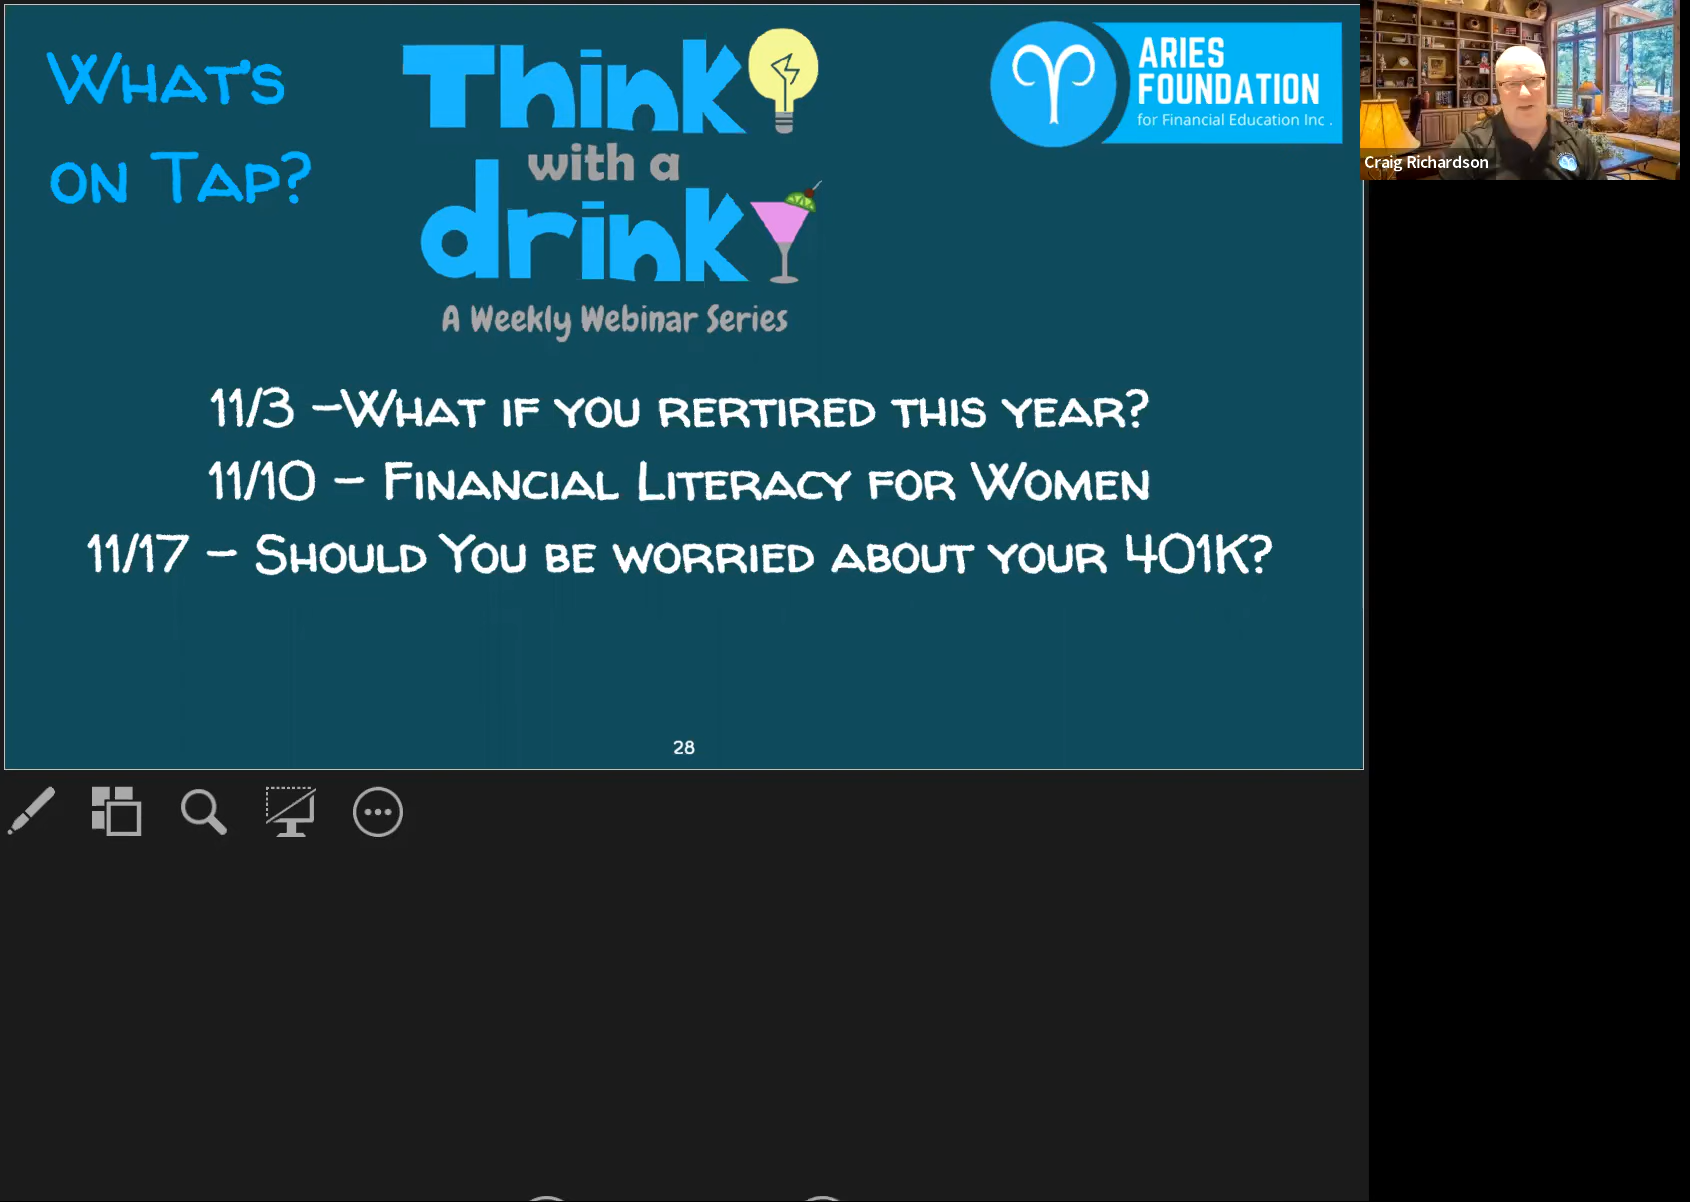 What's
on Tap?
Think
with a
drink
A Weekly Webinar Series
ARIES
FOUNDATION
for Financial Education Inc .
Craig Richardson
11/3 –What if you rertired this year?
11/10 – Financial Literacy for Women
11/17 – Should You be worried about your 401K?
28